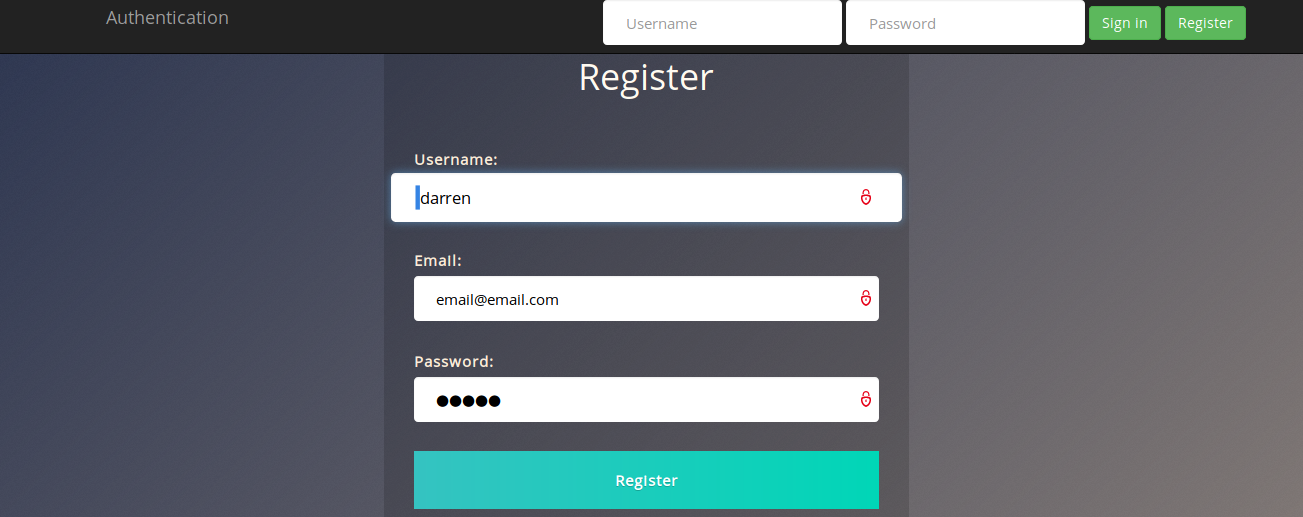 Authentication
Username
Password
Sign in
Register
Register
Username:
darren
Email:
email@email.com
Password:
●●●●●
Register